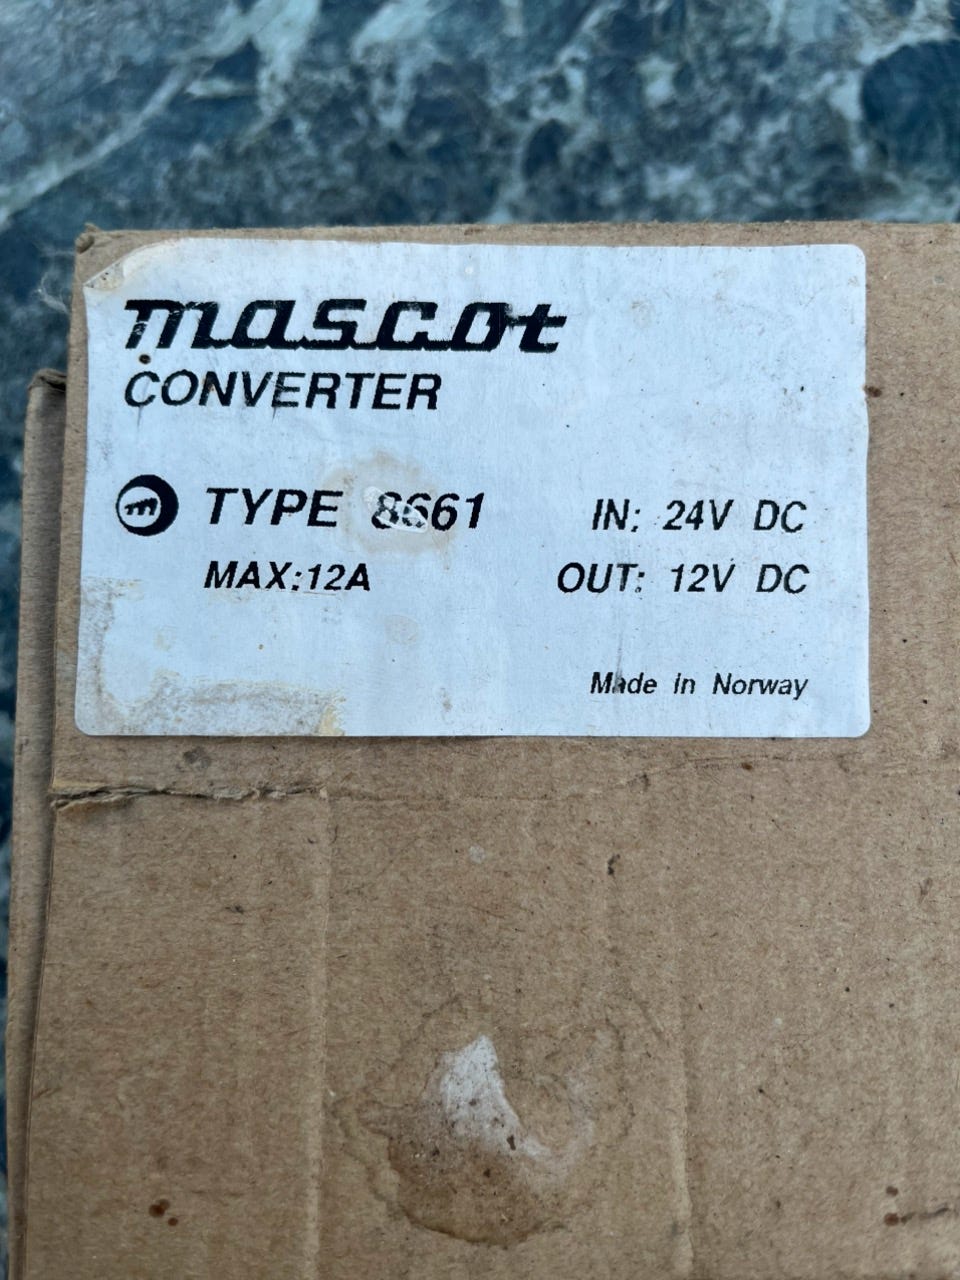 mascot
CONVERTER
m TYPE 8661 IN: 24V DC
MAX:12A OUT: 12V DC
Made in Norway